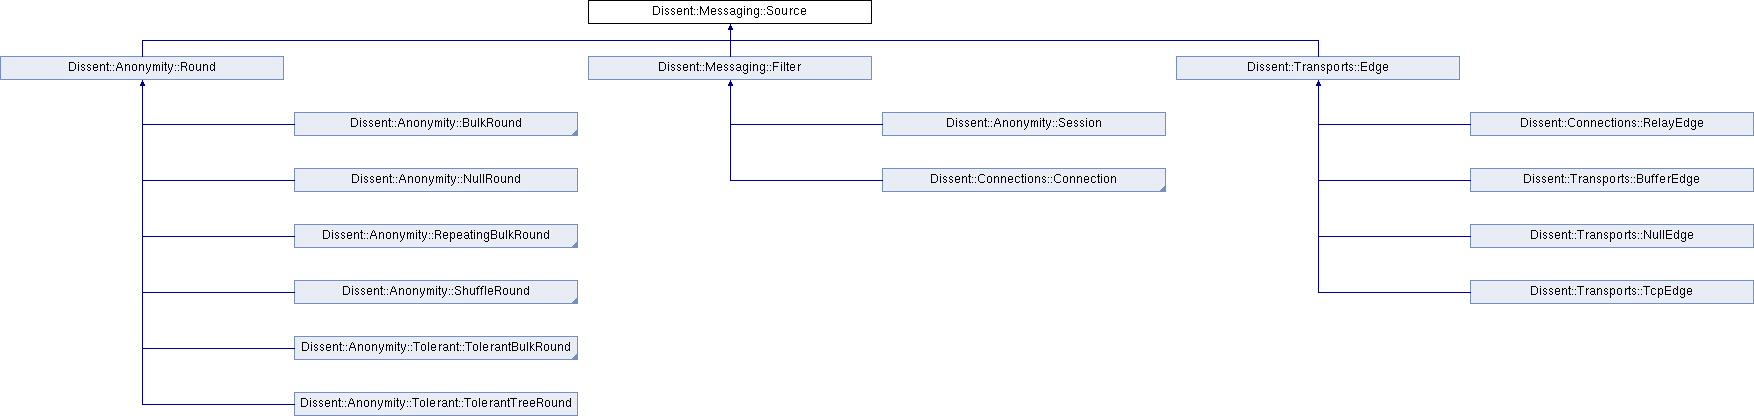 Dissent::Messaging::Source
Dissent::Anonymity::Round
Dissent::Messaging::Filter
Dissent::Transports::Edge
Dissent::Anonymity::BulkRound
Dissent::Anonymity::Session
Dissent::Connections::RelayEdge
Dissent::Anonymity::NullRound
Dissent::Connections::Connection
Dissent::Transports::BufferEdge
Dissent::Anonymity::RepeatingBulkRound
Dissent::Transports::NullEdge
Dissent::Anonymity::ShuffleRound
Dissent::Transports::TcpEdge
Dissent::Anonymity::Tolerant::TolerantBulkRound
Dissent::Anonymity::Tolerant::TolerantTreeRound